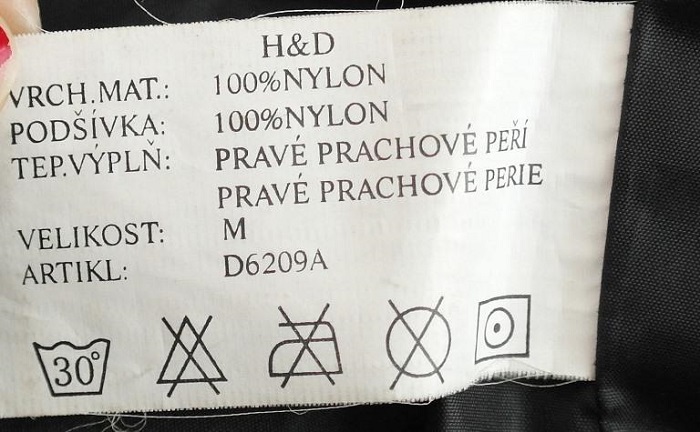 H&D
VRCH.MAT.: 100%NYLON
PODŠÍVKA: 100%NYLON
TEP.VÝPLŇ: PRAVÉ PRACHOVÉ PEŘÍ
PRAVÉ PRACHOVÉ PERIE
VELIKOST: M
ARTIKL: D6209A
30°